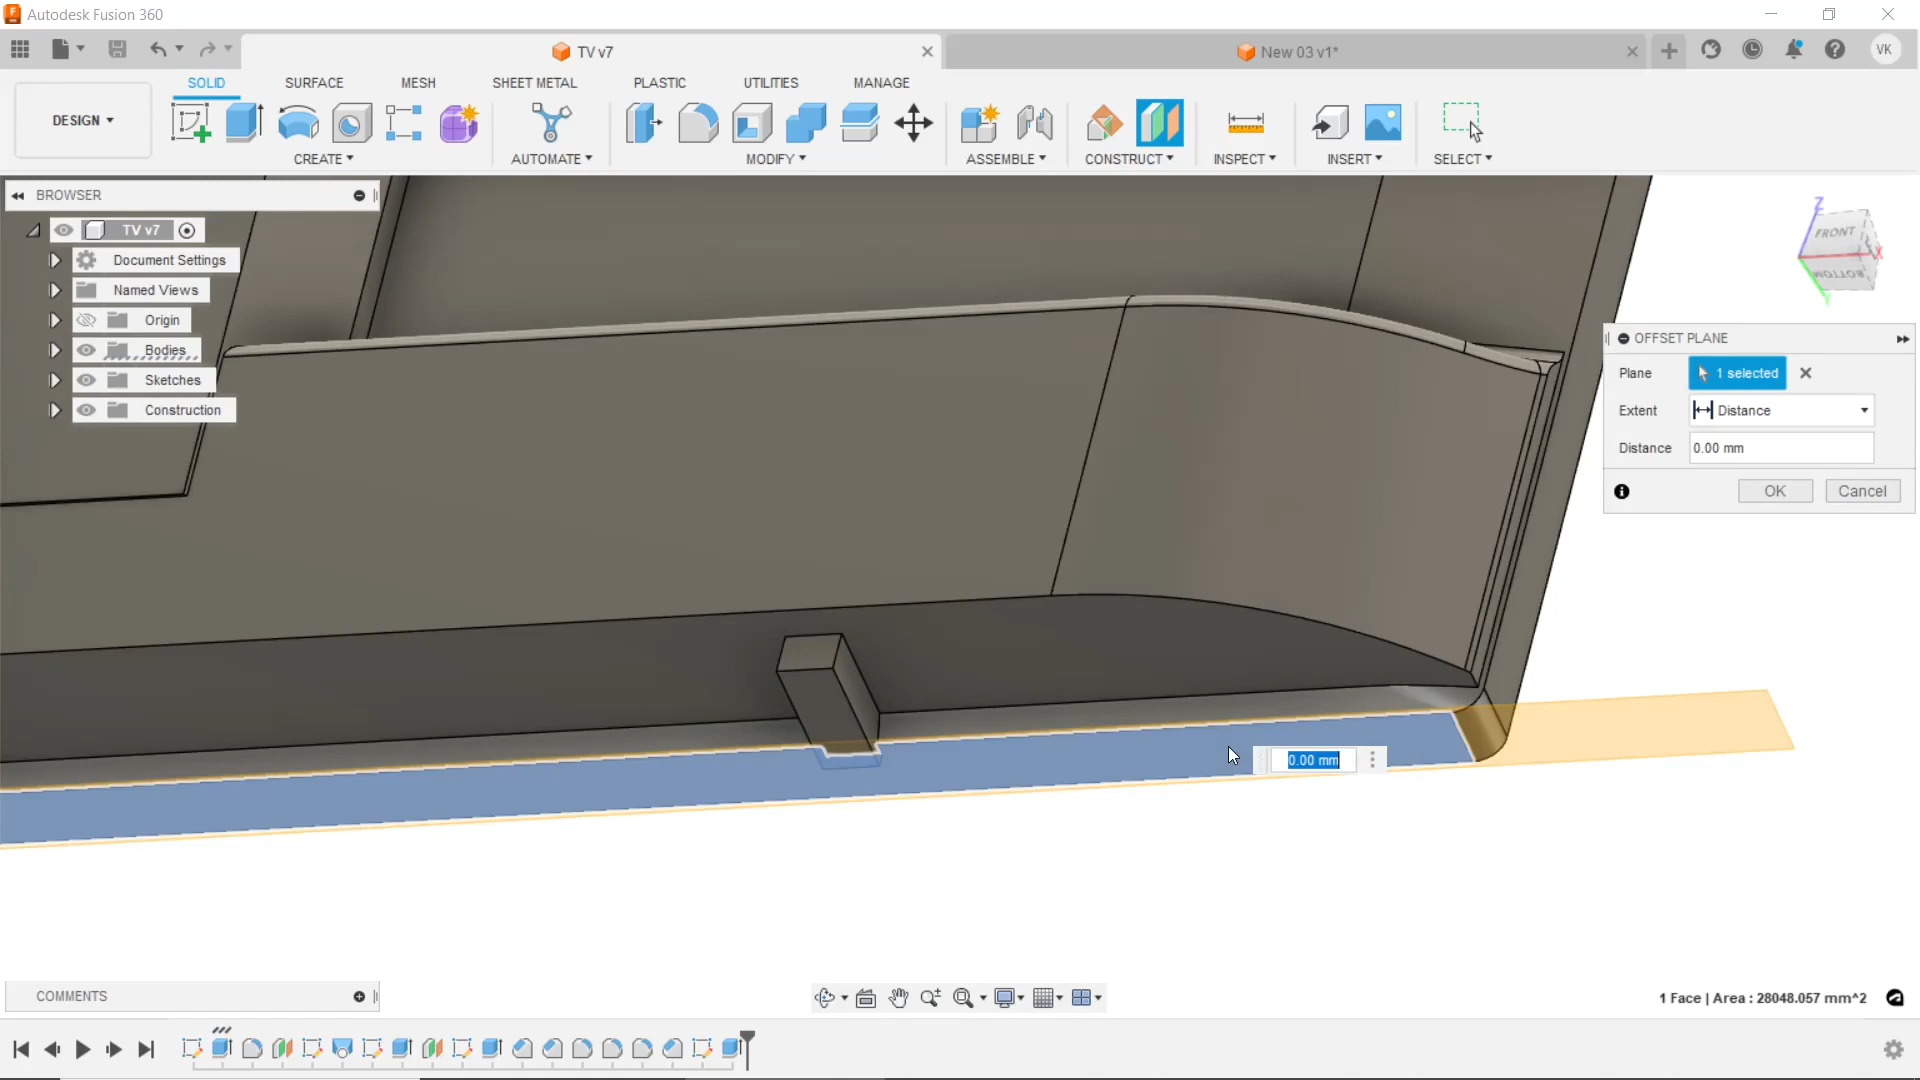 Autodesk Fusion 360
TV v7
New 03 v1*
VK
DESIGN
SOLID
SURFACE
MESH
SHEET METAL
PLASTIC
UTILITIES
MANAGE
CREATE
AUTOMATE
MODIFY
ASSEMBLE
CONSTRUCT
INSPECT
INSERT
SELECT
BROWSER
TV v7
Document Settings
Named Views
Origin
Bodies
Sketches
Construction
Z
FRONT
X
BOTTOM
Y
OFFSET PLANE
Plane
1 selected
Extent
Distance
Distance
0.00 mm
OK
Cancel
0.00 mm
COMMENTS
1 Face | Area : 28048.057 mm^2